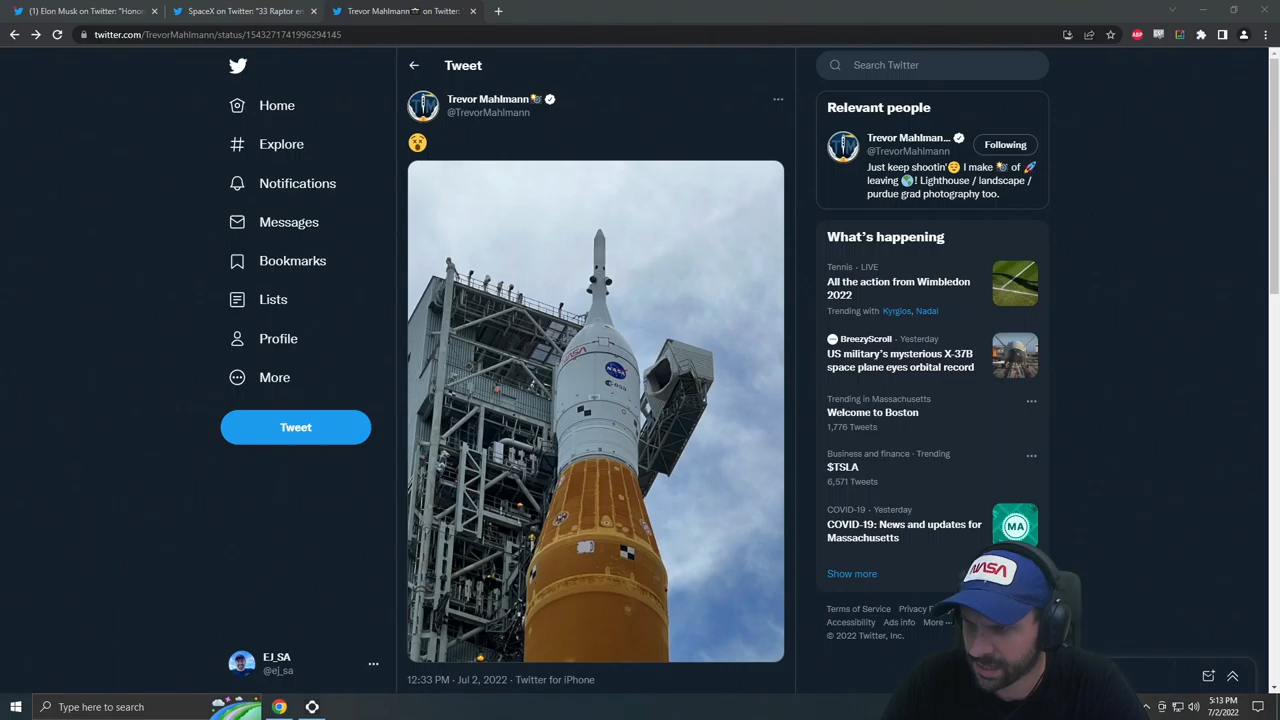 (1) Elon Musk on Twitter: "Honor
SpaceX on Twitter: "33 Raptor en
Trevor Mahlmann on Twitter:
twitter.com/TrevorMahlmann/status/1543271741996294145
ABP
Home
Explore
Notifications
Messages
Bookmarks
Lists
Profile
More
Tweet
EJ_SA
@ej_sa
Tweet
Trevor Mahlmann
@TrevorMahlmann
NASA
NASA
esa
12:33 PM · Jul 2, 2022 · Twitter for iPhone
Search Twitter
Relevant people
Trevor Mahlman...
@TrevorMahlmann
Following
Just keep shootin' I make of
leaving ! Lighthouse / landscape /
purdue grad photography too.
What's happening
Tennis · LIVE
All the action from Wimbledon
2022
Trending with Kyrgios, Nadal
BreezyScroll · Yesterday
US military's mysterious X-37B
space plane eyes orbital record
Trending in Massachusetts
Welcome to Boston
1,776 Tweets
Business and finance · Trending
$TSLA
6,571 Tweets
COVID-19 · Yesterday
COVID-19: News and updates for
Massachusetts
MA
Show more
Terms of Service Privacy
Accessibility Ads info More
© 2022 Twitter, Inc.
NASA
Type here to search
5:13 PM
7/2/2022